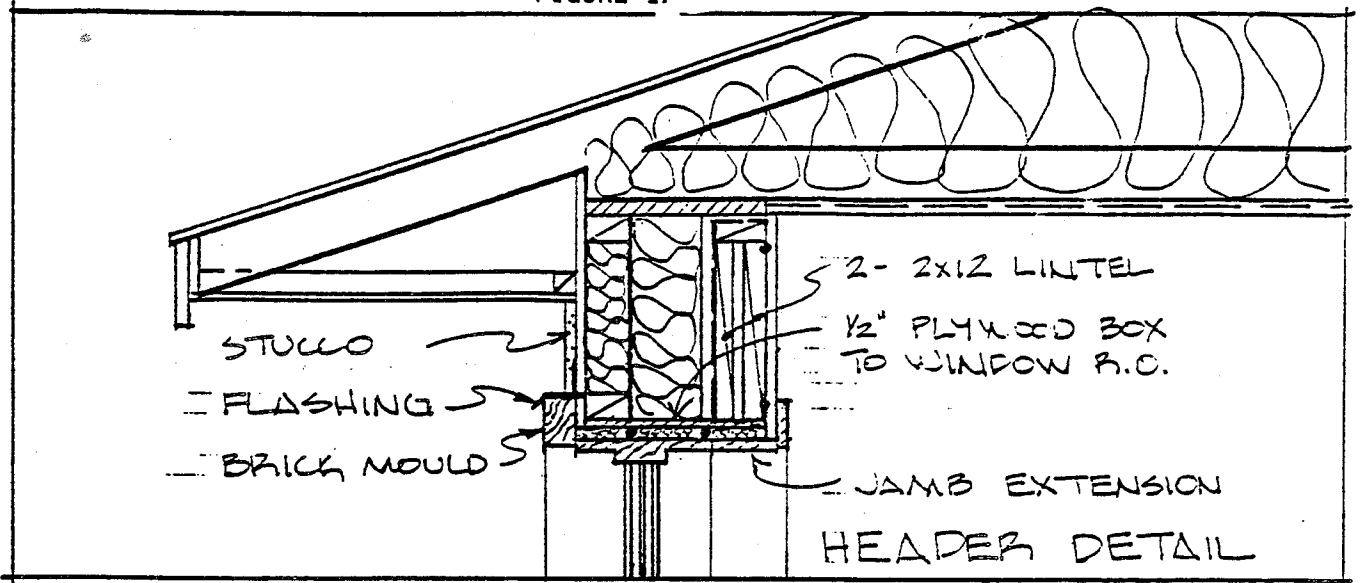 2- 2x12 LINTEL
1/2" PLYWOOD BOX
TO WINDOW R.O.
STUCCO
FLASHING
BRICK MOULD
JAMB EXTENSION
HEADER DETAIL